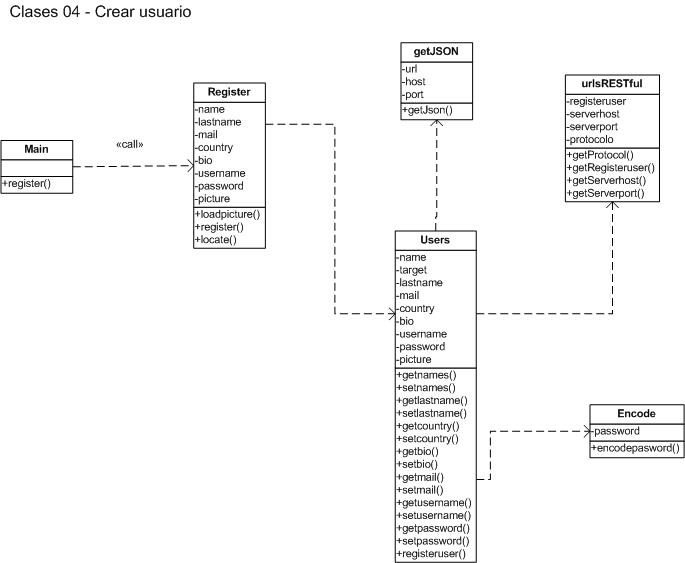 Clases 04 - Crear usuario
Main
+register()
«call»
Register
-name
-lastname
-mail
-country
-bio
-username
-password
-picture
+loadpicture()
+register()
+locate()
getJSON
-url
-host
-port
+getJson()
urlsRESTful
-registeruser
-serverhost
-serverport
-protocolo
+getProtocol()
+getRegisteruser()
+getServerhost()
+getServerport()
Users
-name
-target
-lastname
-mail
-country
-bio
-username
-password
-picture
+getnames()
+setnames()
+getlastname()
+setlastname()
+getcountry()
+setcountry()
+getbio()
+setbio()
+getmail()
+setmail()
+getusername()
+setusername()
+getpassword()
+setpassword()
+registeruser()
Encode
-password
+encodepasword()